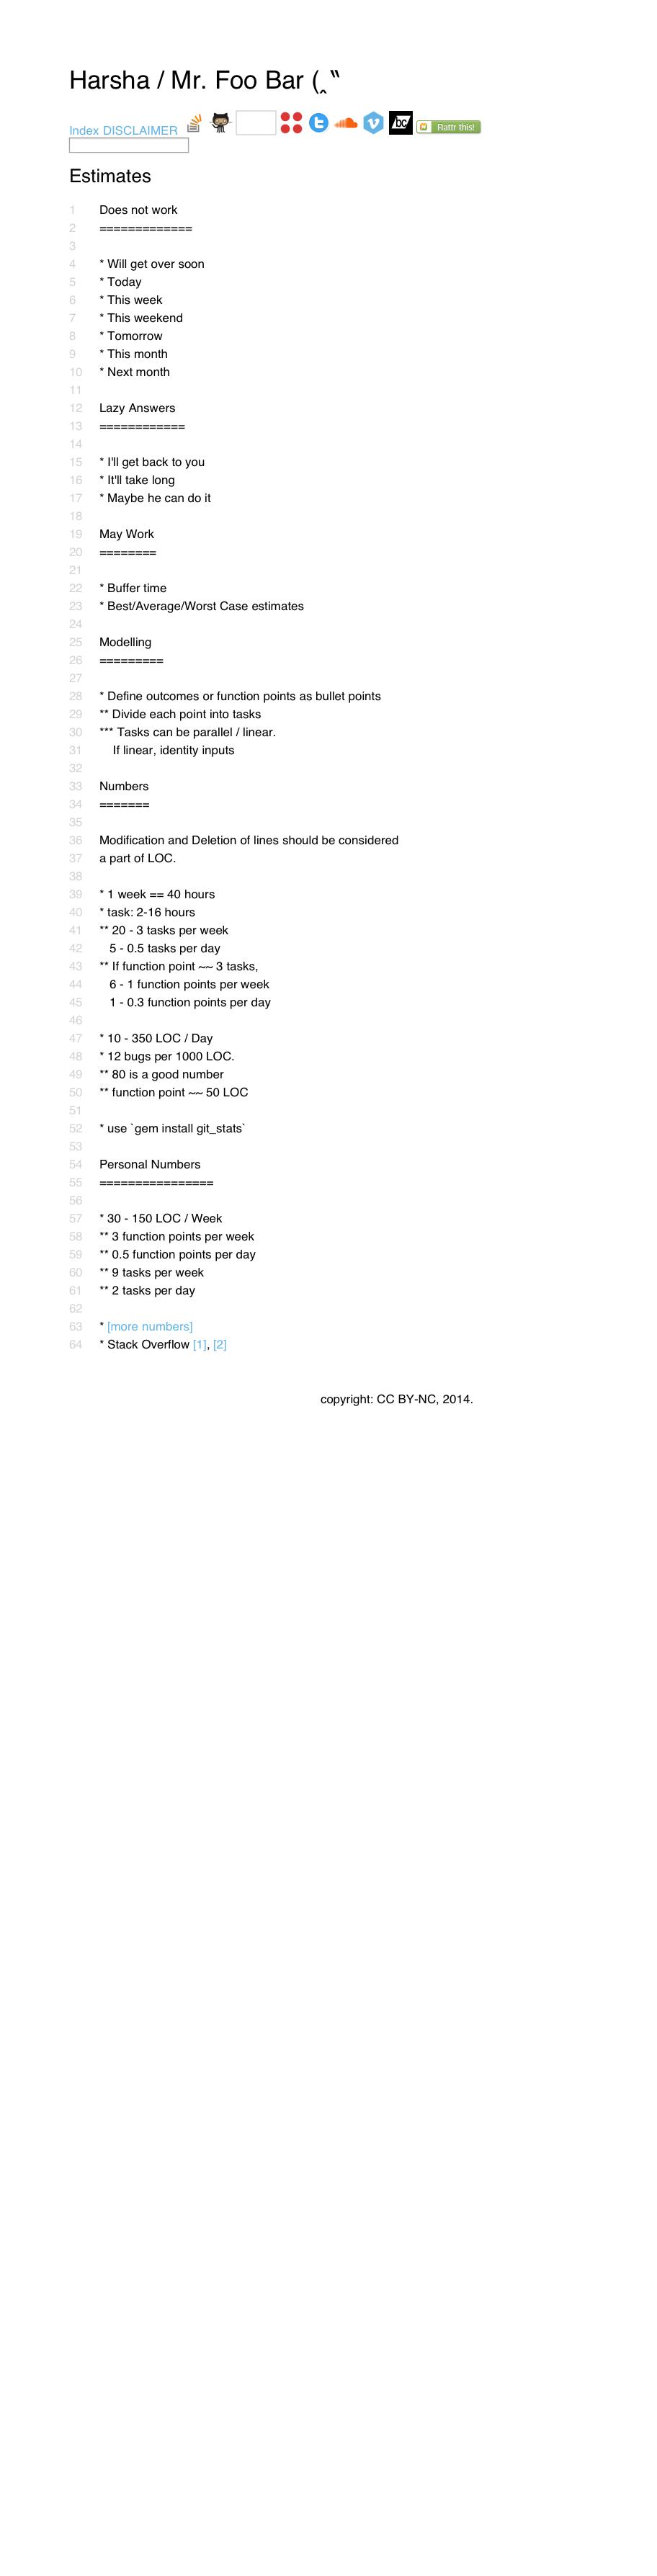 Harsha / Mr. Foo Bar (‸‶
Index DISCLAIMER bc Flattr this!
Estimates
1 Does not work
2 =============
3
4 * Will get over soon
5 * Today
6 * This week
7 * This weekend
8 * Tomorrow
9 * This month
10 * Next month
11
12 Lazy Answers
13 ============
14
15 * I'll get back to you
16 * It'll take long
17 * Maybe he can do it
18
19 May Work
20 ========
21
22 * Buffer time
23 * Best/Average/Worst Case estimates
24
25 Modelling
26 =========
27
28 * Define outcomes or function points as bullet points
29 ** Divide each point into tasks
30 *** Tasks can be parallel / linear.
31 If linear, identity inputs
32
33 Numbers
34 =======
35
36 Modification and Deletion of lines should be considered
37 a part of LOC.
38
39 * 1 week == 40 hours
40 * task: 2-16 hours
41 ** 20 - 3 tasks per week
42 5 - 0.5 tasks per day
43 ** If function point ~~ 3 tasks,
44 6 - 1 function points per week
45 1 - 0.3 function points per day
46
47 * 10 - 350 LOC / Day
48 * 12 bugs per 1000 LOC.
49 ** 80 is a good number
50 ** function point ~~ 50 LOC
51
52 * use `gem install git_stats`
53
54 Personal Numbers
55 ================
56
57 * 30 - 150 LOC / Week
58 ** 3 function points per week
59 ** 0.5 function points per day
60 ** 9 tasks per week
61 ** 2 tasks per day
62
63 * [more numbers]
64 * Stack Overflow [1], [2]
copyright: CC BY-NC, 2014.